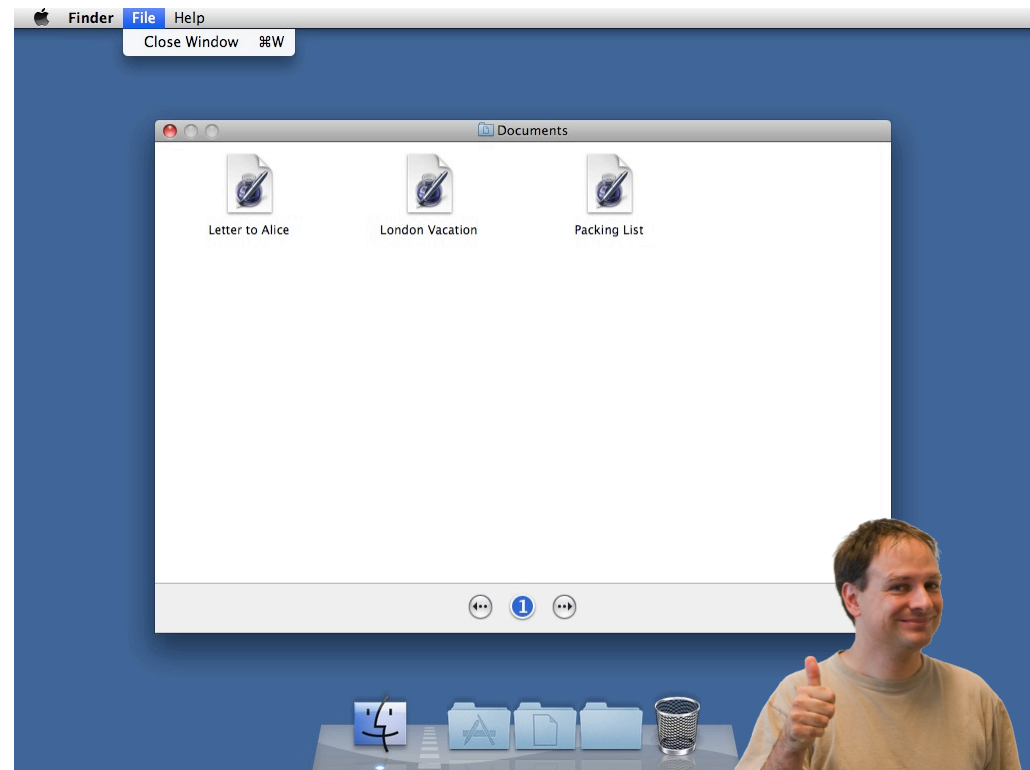 Finder File Help
Close Window ⌘W
Documents
Letter to Alice London Vacation Packing List
1